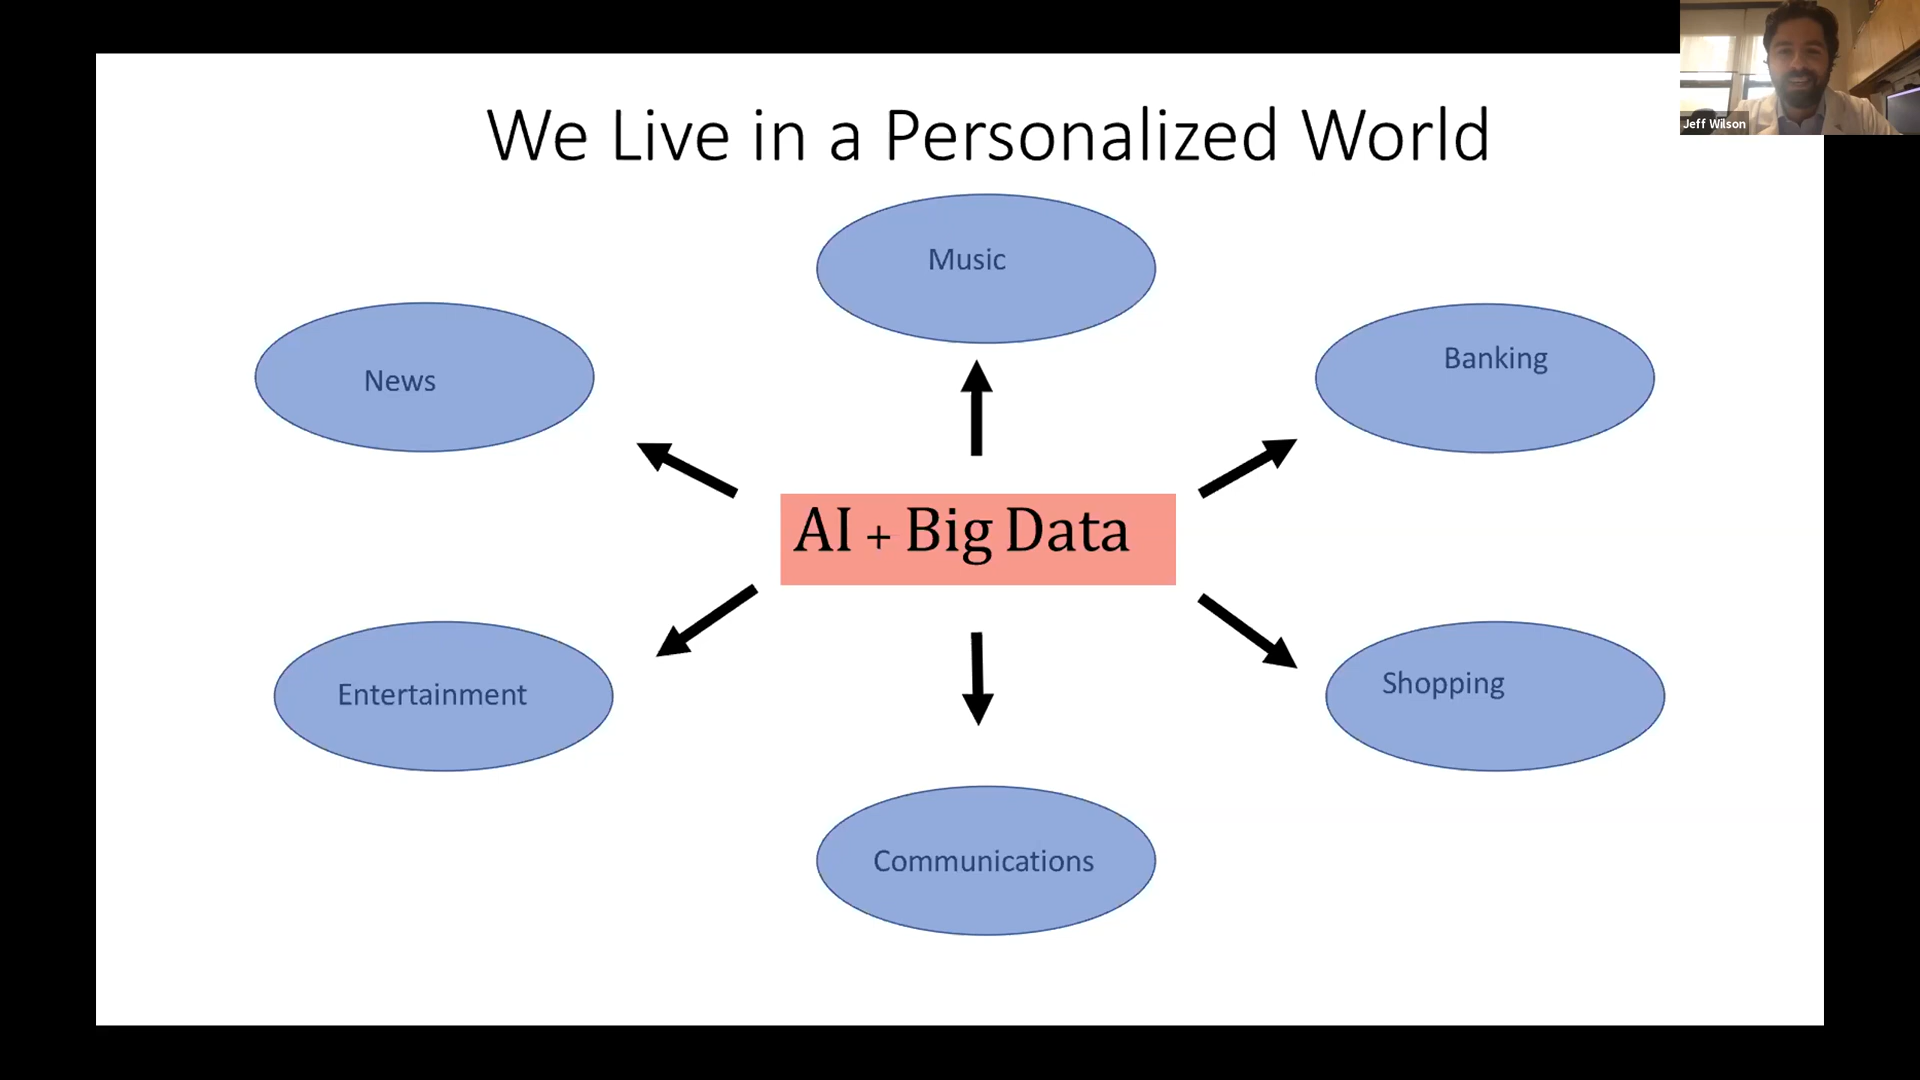 We Live in a Personalized World
Jeff Wilson
Music
News
Banking
AI + Big Data
Entertainment
Shopping
Communications